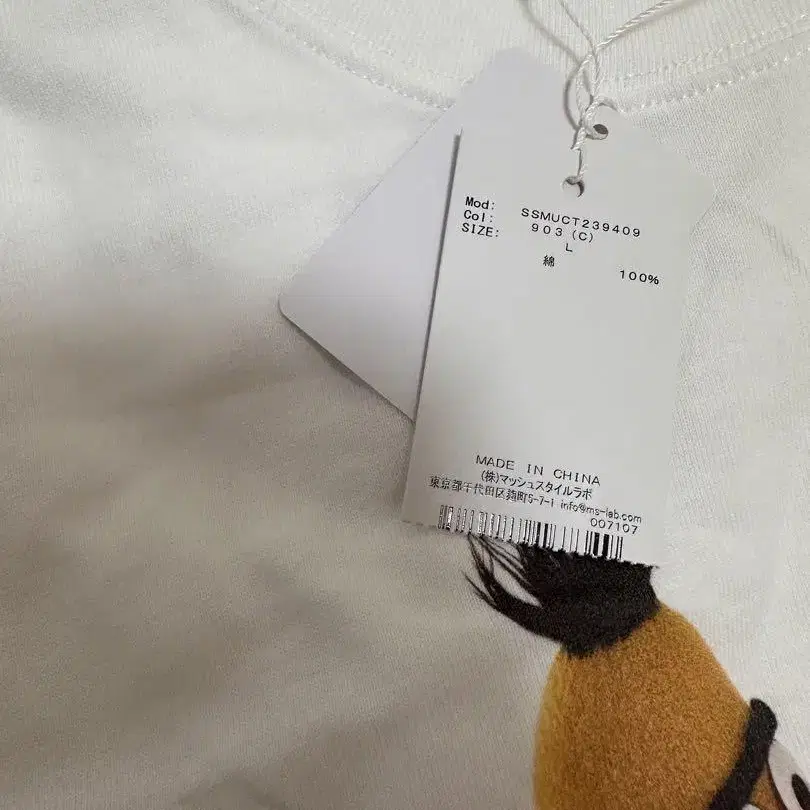 Mod: SSMUCT239409
Col: 903(C)
SIZE: L
綿 100%
MADE IN CHINA
(株)マッシュスタイルラボ
東京都千代田区麹町5-7-1 info@ms-lab.com
007107